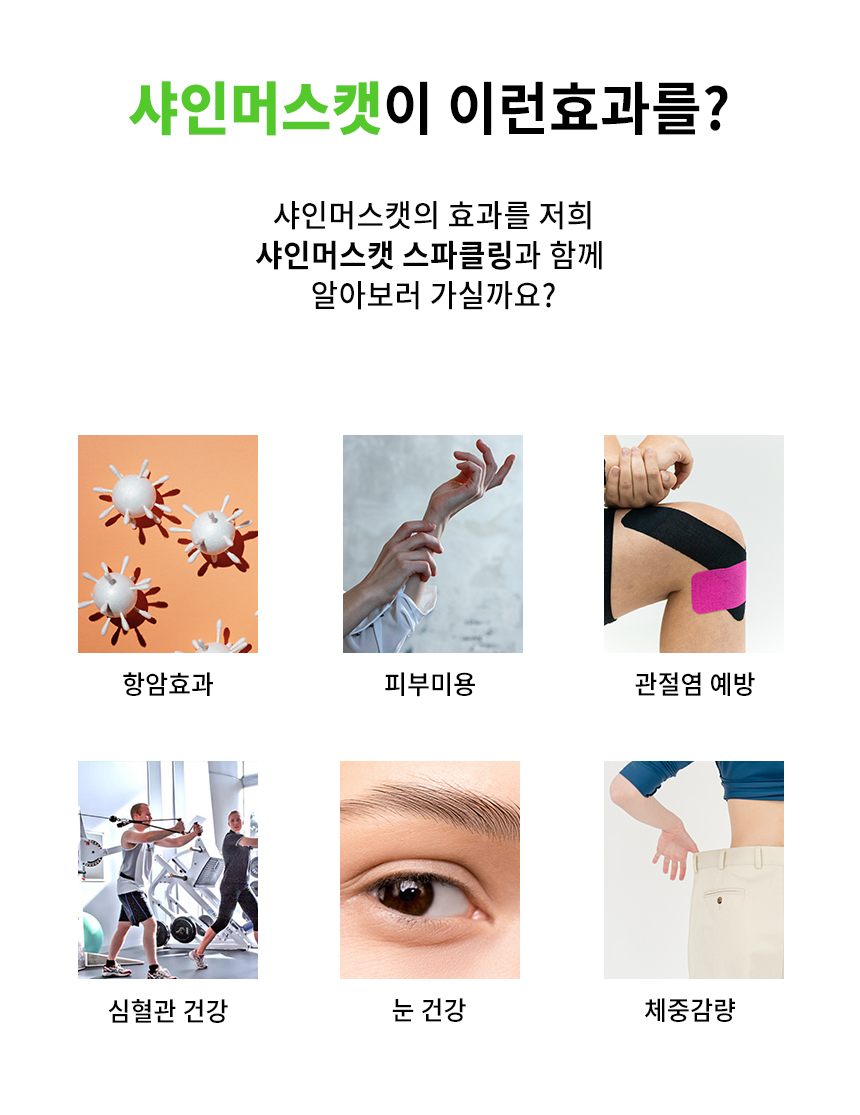 샤인머스캣이 이런효과를?
샤인머스캣의 효과를 저희
샤인머스캣 스파클링과 함께
알아보러 가실까요?
항암효과
피부미용
관절염 예방
심혈관 건강
눈 건강
체중감량